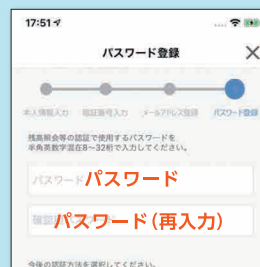 17:51
パスワード登録
本人情報入力 暗証番号入力 メールアドレス登録 パスワード登録
残高照会等の認証で使用するパスワードを
半角英数字混在8~32桁で入力してください。
パスワード
パスワード(再入力)
今後の認証方法を選択してください。